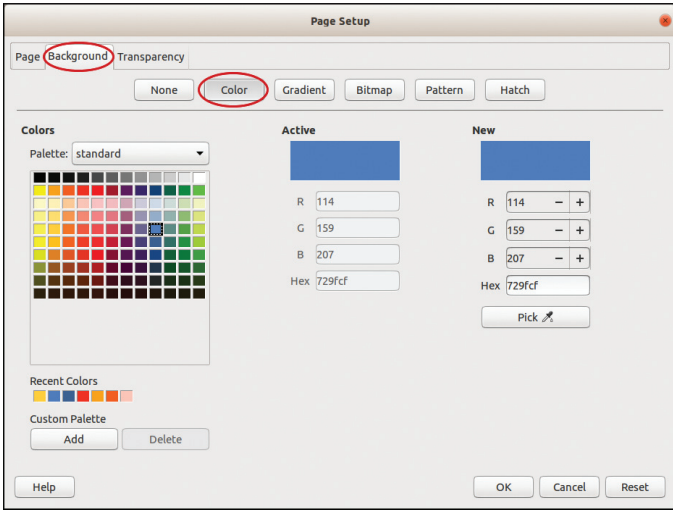 Page Setup
Page Background Transparency
None Color Gradient Bitmap Pattern Hatch
Colors Active New
Palette: standard
R 114 R 114 − +
G 159 G 159 − +
B 207 B 207 − +
Hex 729fcf Hex 729fcf
Pick
Recent Colors
Custom Palette
Add Delete
Help OK Cancel Reset